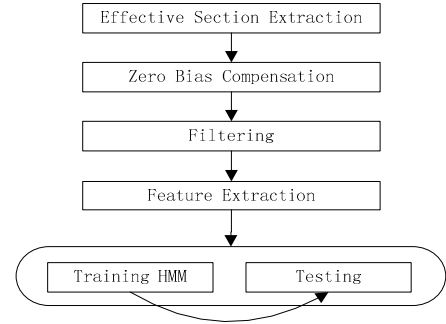 Effective Section Extraction
Zero Bias Compensation
Filtering
Feature Extraction
Training HMM
Testing